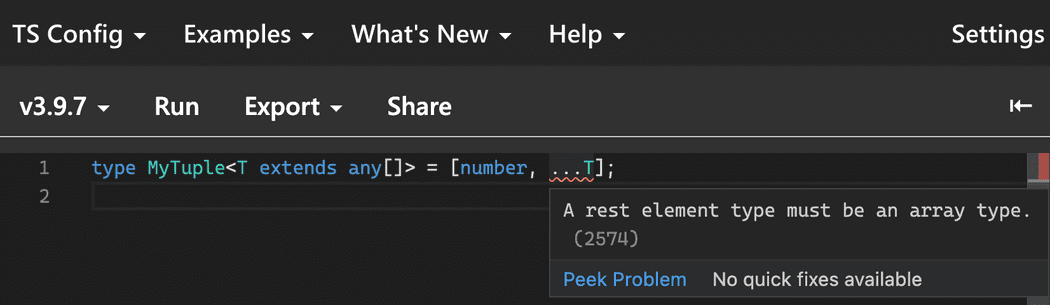 TS Config What's New Examples Help Settings
v3.9.7 Run Export Share
1 type MyTuple<T extends any[]> = [number, ...T];
2
A rest element type must be an array type.
(2574)
Peek Problem No quick fixes available